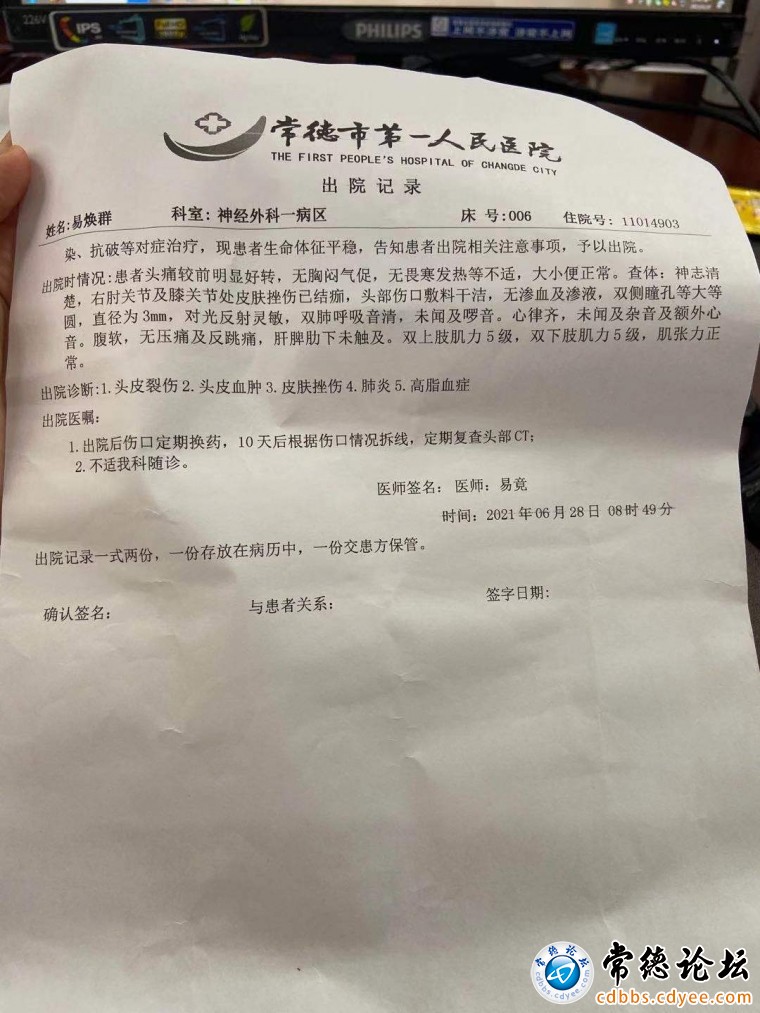 226V
IPS
PHILIPS
常德市第一人民医院
THE FIRST PEOPLE'S HOSPITAL OF CHANGDE CITY
出院记录
姓名:易焕群 科室: 神经外科一病区 床 号:006 住院号: 11014903
染、抗破等对症治疗，现患者生命体征平稳，告知患者出院相关注意事项，予以出院。
出院时情况:患者头痛较前明显好转，无胸闷气促，无畏寒发热等不适，大小便正常。查体：神志清
楚，右肘关节及膝关节处皮肤挫伤已结痂，头部伤口敷料干洁，无渗血及渗液，双侧瞳孔等大等
圆，直径为3mm，对光反射灵敏，双肺呼吸音清，未闻及啰音。心律齐，未闻及杂音及额外心
音。腹软，无压痛及反跳痛，肝脾肋下未触及。双上肢肌力5级，双下肢肌力5级，肌张力正
常。
出院诊断:1.头皮裂伤 2.头皮血肿 3.皮肤挫伤 4.肺炎 5.高脂血症
出院医嘱:
1.出院后伤口定期换药，10天后根据伤口情况拆线，定期复查头部CT;
2.不适我科随诊。
医师签名: 医师：易竟
时间: 2021年06月28日 08时49分
出院记录一式两份，一份存放在病历中，一份交患方保管。
确认签名: 与患者关系: 签字日期:
常德论坛
cdbbs.cdyee.com